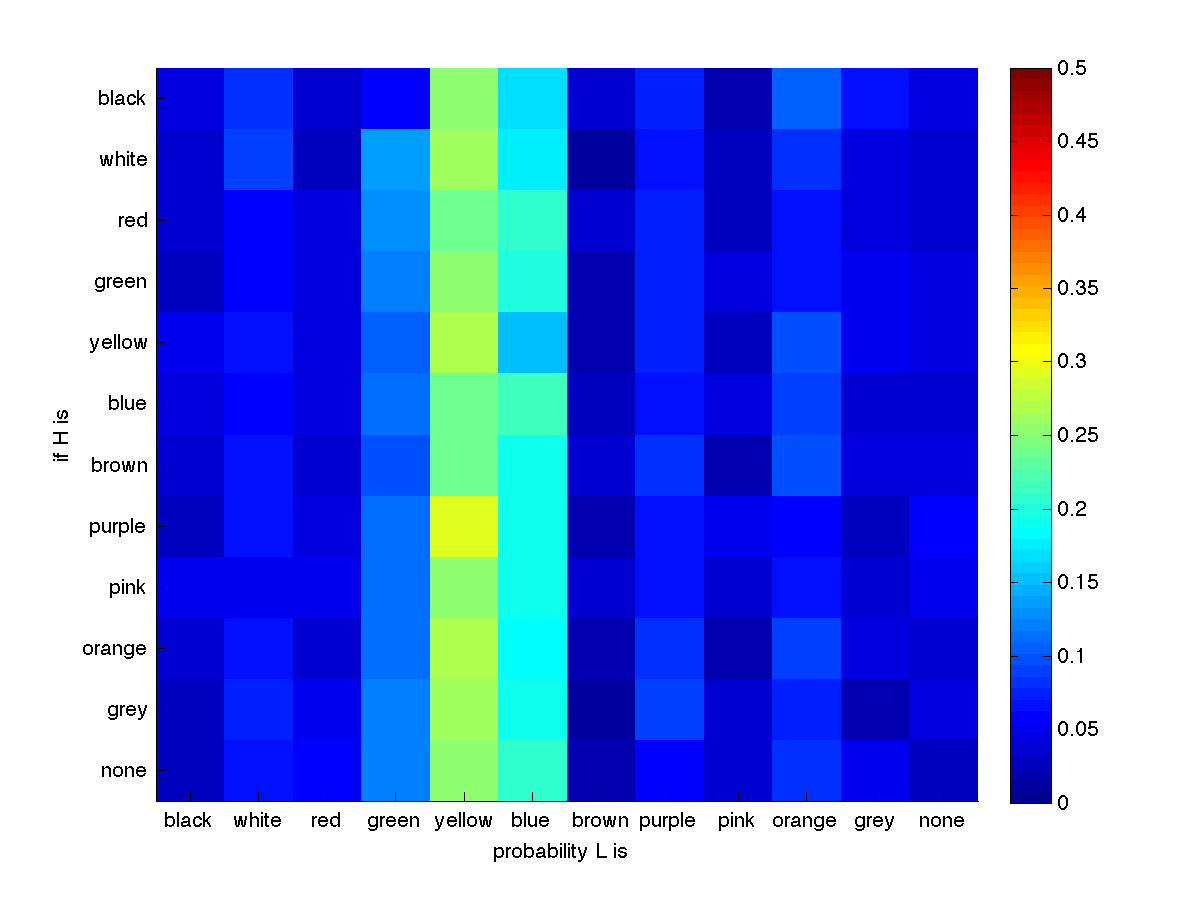 black
white
red
green
yellow
blue
brown
purple
pink
orange
grey
none
if H is
black white red green yellow blue brown purple pink orange grey none
probability L is
0.5
0.45
0.4
0.35
0.3
0.25
0.2
0.15
0.1
0.05
0